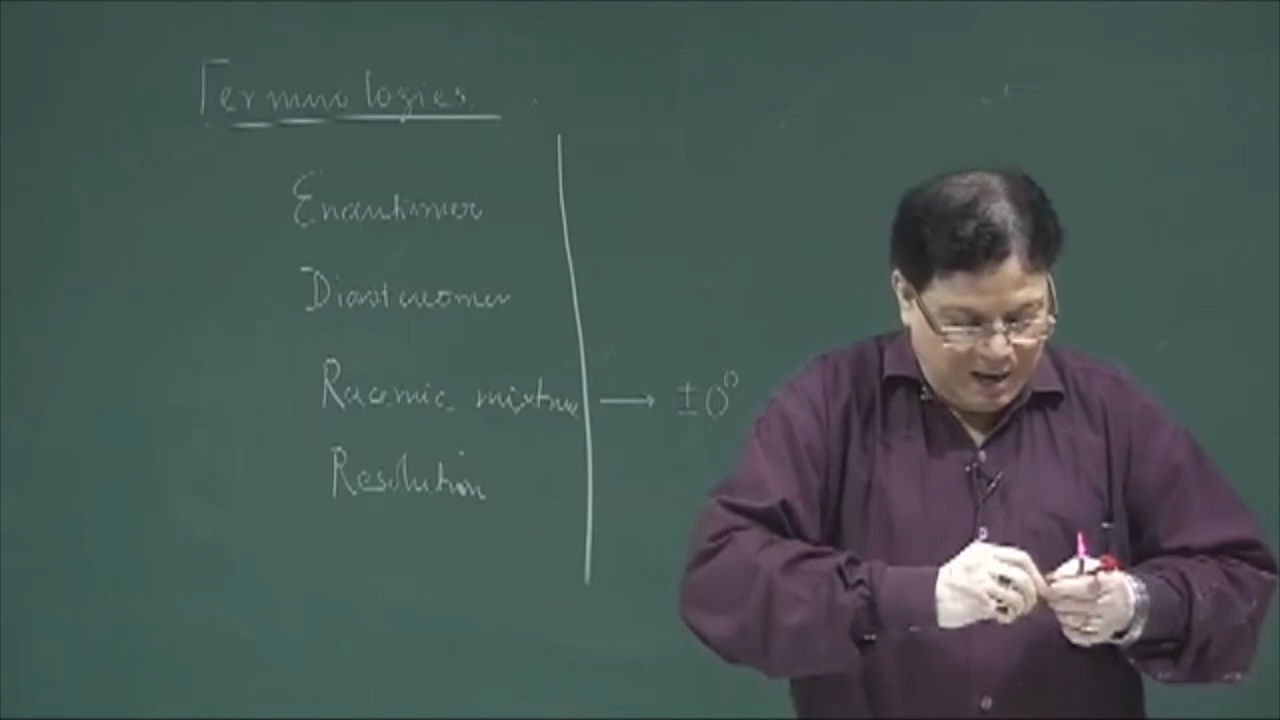 Terminologies
Enantiomer
Diastereomer
Racemic mixture → ±0°
Resolution